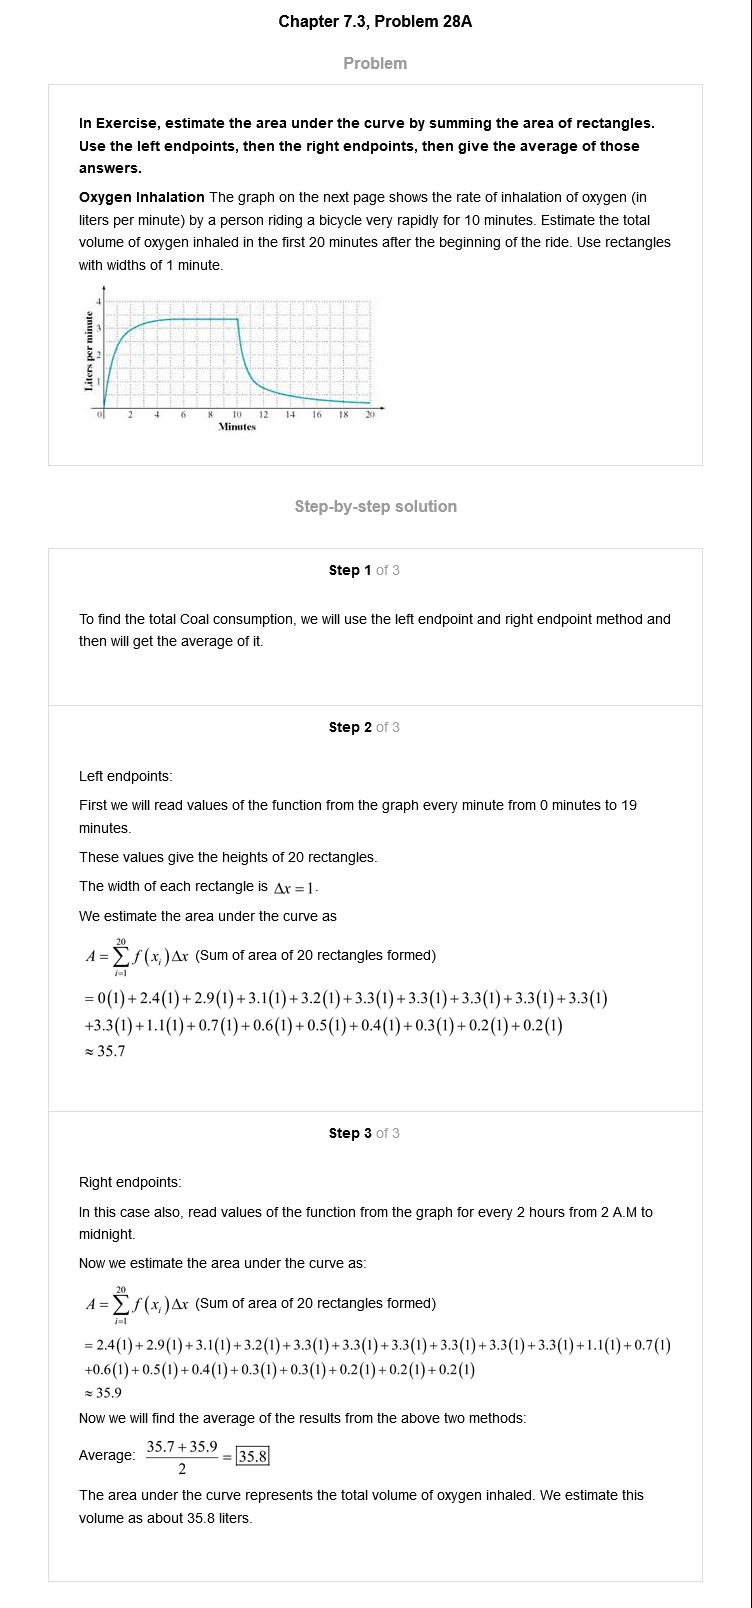 Chapter 7.3, Problem 28A
Problem
In Exercise, estimate the area under the curve by summing the area of rectangles.
Use the left endpoints, then the right endpoints, then give the average of those
answers.
Oxygen Inhalation The graph on the next page shows the rate of inhalation of oxygen (in
liters per minute) by a person riding a bicycle very rapidly for 10 minutes. Estimate the total
volume of oxygen inhaled in the first 20 minutes after the beginning of the ride. Use rectangles
with widths of 1 minute.
Liters per minute
4
3
2
1
0 2 4 6 8 10 12 14 16 18 20
Minutes
Step-by-step solution
Step 1 of 3
To find the total Coal consumption, we will use the left endpoint and right endpoint method and
then will get the average of it.
Step 2 of 3
Left endpoints:
First we will read values of the function from the graph every minute from 0 minutes to 19
minutes.
These values give the heights of 20 rectangles.
The width of each rectangle is Δx = 1.
We estimate the area under the curve as
20
A = ∑ f(xᵢ)Δx (Sum of area of 20 rectangles formed)
i=1
= 0(1)+2.4(1)+2.9(1)+3.1(1)+3.2(1)+3.3(1)+3.3(1)+3.3(1)+3.3(1)+3.3(1)
+3.3(1)+1.1(1)+0.7(1)+0.6(1)+0.5(1)+0.4(1)+0.3(1)+0.2(1)+0.2(1)
≈ 35.7
Step 3 of 3
Right endpoints:
In this case also, read values of the function from the graph for every 2 hours from 2 A.M to
midnight.
Now we estimate the area under the curve as:
20
A = ∑ f(xᵢ)Δx (Sum of area of 20 rectangles formed)
i=1
= 2.4(1)+2.9(1)+3.1(1)+3.2(1)+3.3(1)+3.3(1)+3.3(1)+3.3(1)+3.3(1)+3.3(1)+1.1(1)+0.7(1)
+0.6(1)+0.5(1)+0.4(1)+0.3(1)+0.3(1)+0.2(1)+0.2(1)+0.2(1)
≈ 35.9
Now we will find the average of the results from the above two methods:
35.7 + 35.9
Average: = 35.8
2
The area under the curve represents the total volume of oxygen inhaled. We estimate this
volume as about 35.8 liters.